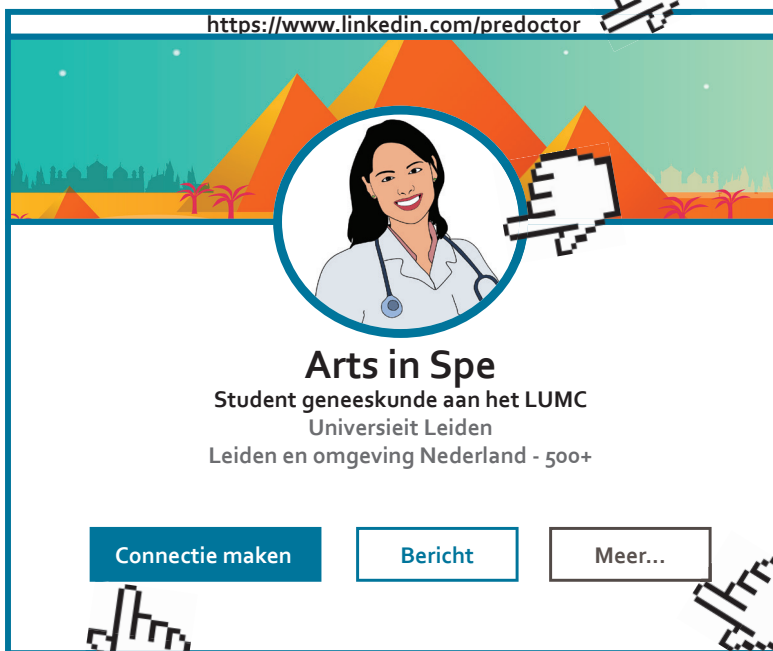 https://www.linkedin.com/predoctor
Arts in Spe
Student geneeskunde aan het LUMC
Universieit Leiden
Leiden en omgeving Nederland - 500+
Connectie maken
Bericht
Meer...